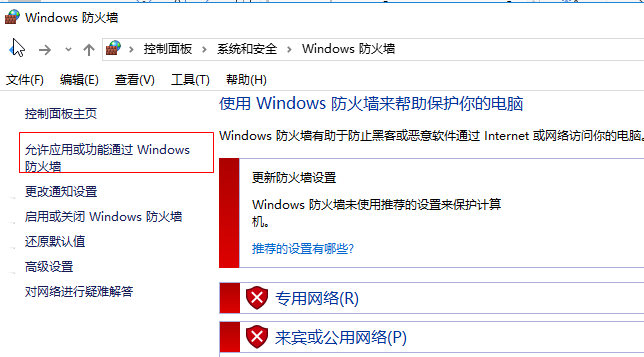 Windows 防火墙
控制面板 › 系统和安全 › Windows 防火墙
文件(F) 编辑(E) 查看(V) 工具(T) 帮助(H)
控制面板主页
允许应用或功能通过 Windows
防火墙
更改通知设置
启用或关闭 Windows 防火墙
还原默认值
高级设置
对网络进行疑难解答
使用 Windows 防火墙来帮助保护你的电脑
Windows 防火墙有助于防止黑客或恶意软件通过 Internet 或网络访问你的电脑。
更新防火墙设置
Windows 防火墙未使用推荐的设置来保护计算
机。
推荐的设置有哪些?
专用网络(R)
来宾或公用网络(P)